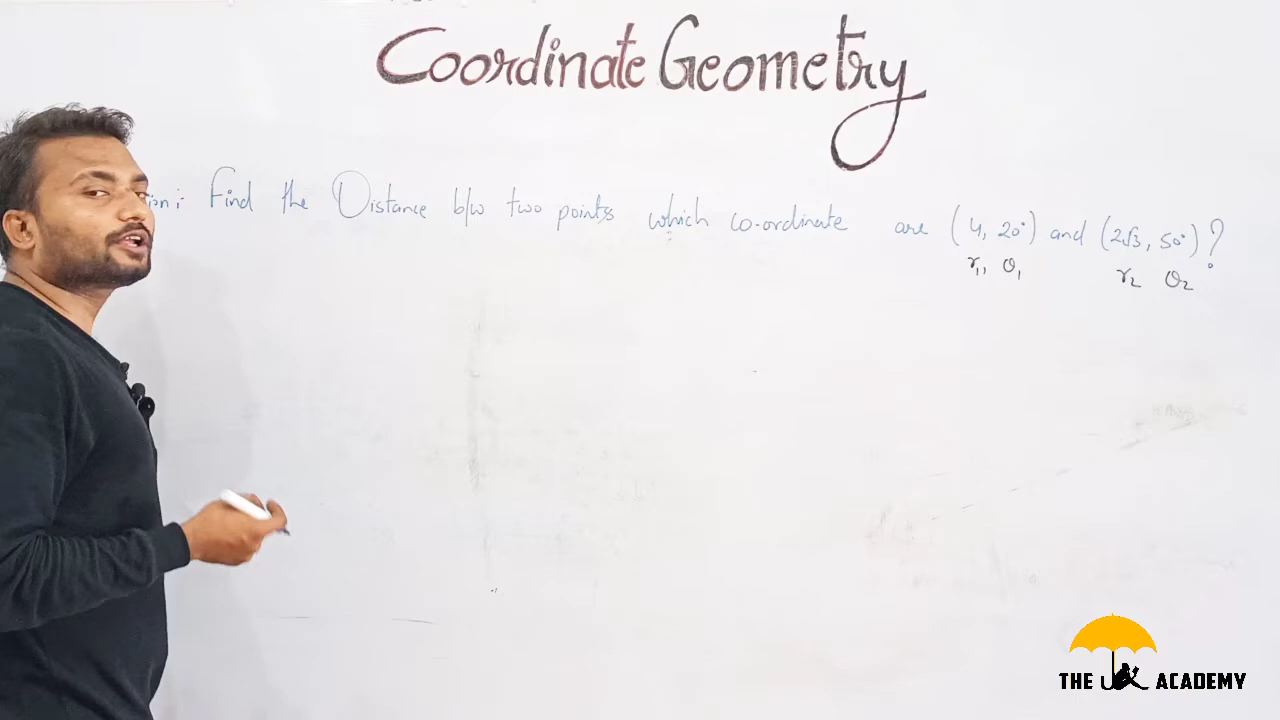 Coordinate Geometry
Find the Distance b/w two points which co-ordinate are (4, 20°) and (2√3, 50°)?
r₁, θ₁ r₂ θ₂
THE ACADEMY